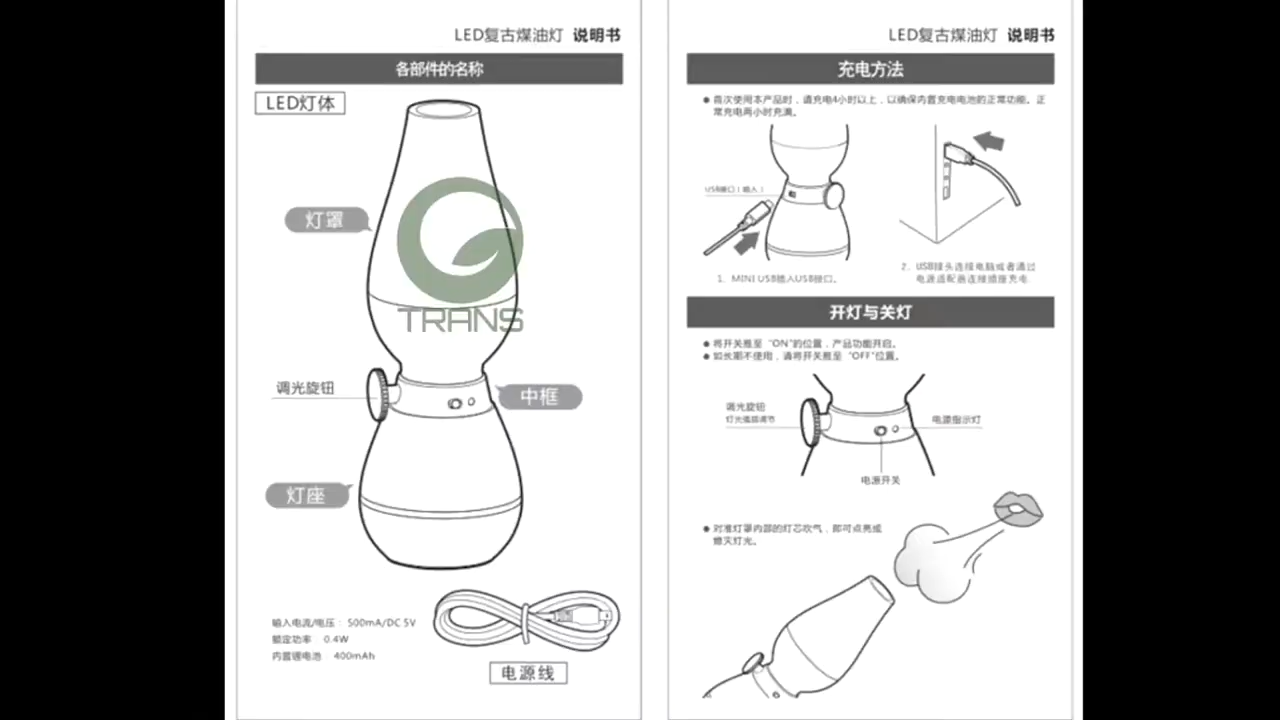 LED复古煤油灯 说明书
各部件的名称
LED灯体
灯罩
TRANS
调光旋钮
中框
灯座
输入电流/电压: 500mA/DC 5V
额定功率 0.4W
内置锂电池 400mAh
电源线
LED复古煤油灯 说明书
充电方法
● 首次使用本产品时,请充电4小时以上,以确保内置充电电池的正常功能。正
常充电两小时充满。
USB接口(输入)
1. MINI USB插入USB接口。
2. USB接头连接电脑或者通过
电源适配器连接插座充电.
开灯与关灯
● 将开关推至 "ON"的位置,产品功能开启。
● 如长期不使用,请将开关推至 "OFF"位置。
调光旋钮
灯光强弱调节
电源指示灯
电源开关
● 对准灯罩内部的灯芯吹气,即可点亮或
熄灭灯光。